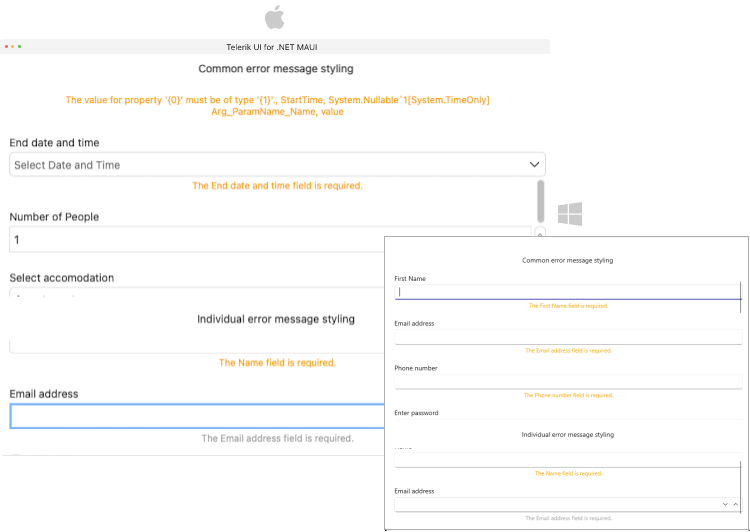 Telerik UI for .NET MAUI
Common error message styling
The value for property '{0}' must be of type '{1}'., StartTime, System.Nullable`1[System.TimeOnly]
Arg_ParamName_Name, value
End date and time
Select Date and Time
The End date and time field is required.
Number of People
1
Select accomodation
Individual error message styling
The Name field is required.
Email address
The Email address field is required.
Common error message styling
First Name
The First Name field is required.
Email address
The Email address field is required.
Phone number
The Phone number field is required.
Enter password
Individual error message styling
The Name field is required.
Email address
The Email address field is required.